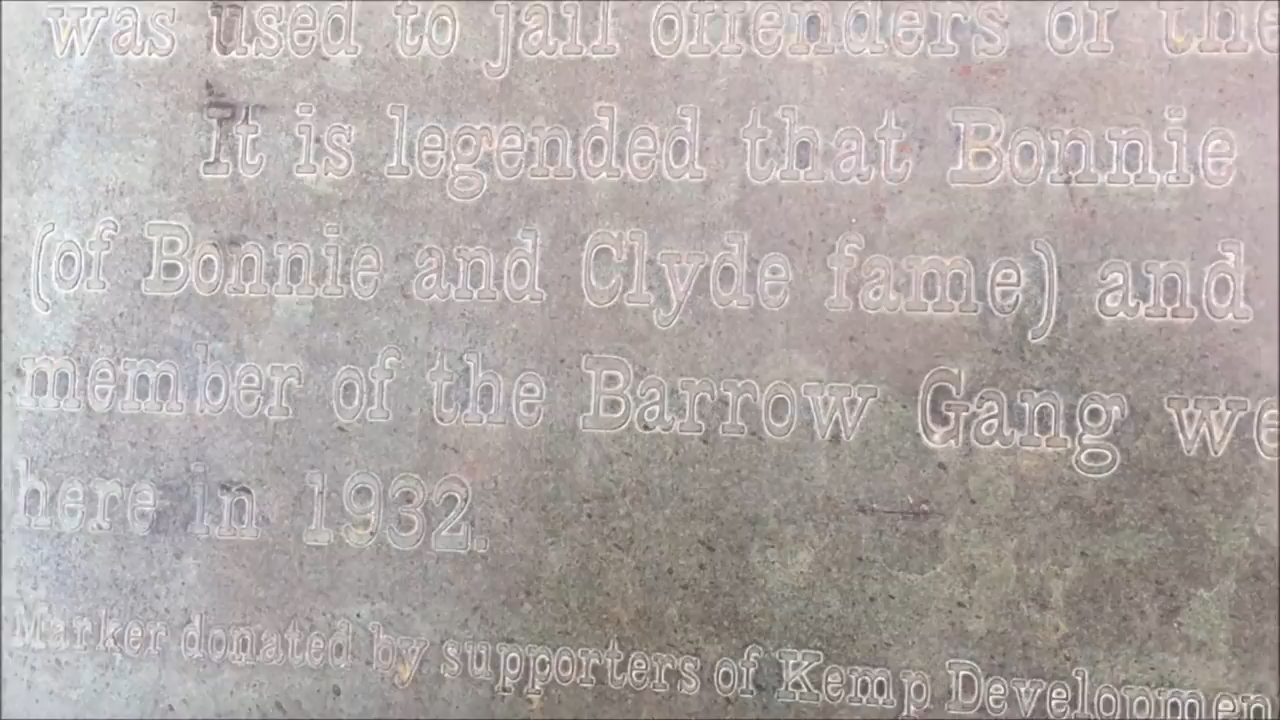 was used to jail offenders of the
It is legended that Bonnie
(of Bonnie and Clyde fame) and
member of the Barrow Gang we
here in 1932.
Marker donated by supporters of Kemp Developmen